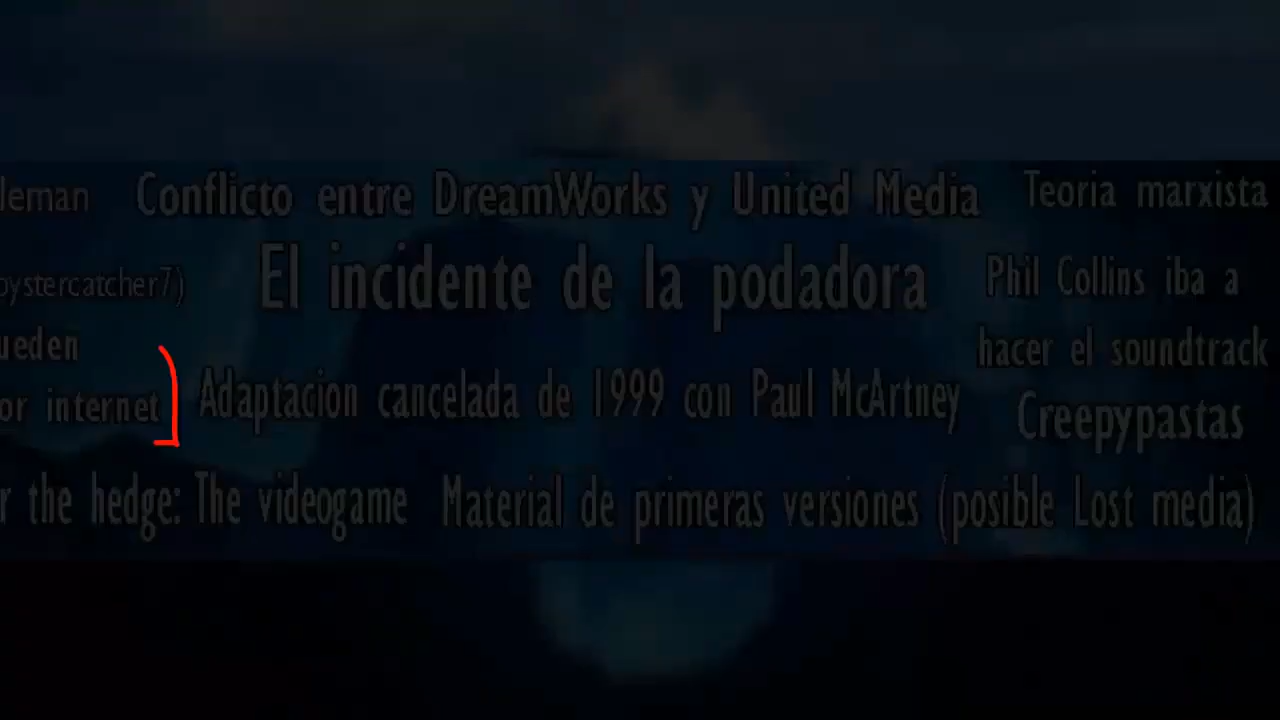 leman Conflicto entre DreamWorks y United Media Teoria marxista
oystercatcher7) El incidente de la podadora Phil Collins iba a
ueden hacer el soundtrack
or internet Adaptacion cancelada de 1999 con Paul McArtney Creepypastas
r the hedge: The videogame Material de primeras versiones (posible Lost media)